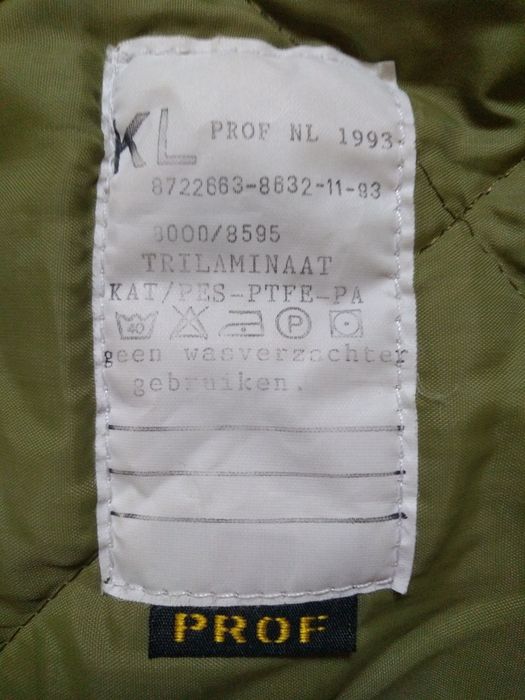 KL PROF NL 1993
8722663-8632-11-93
8000/8595
TRILAMINAAT
KAT/PES-PTFE-PA
40 P
geen wasverzachter
gebruiken.
PROF